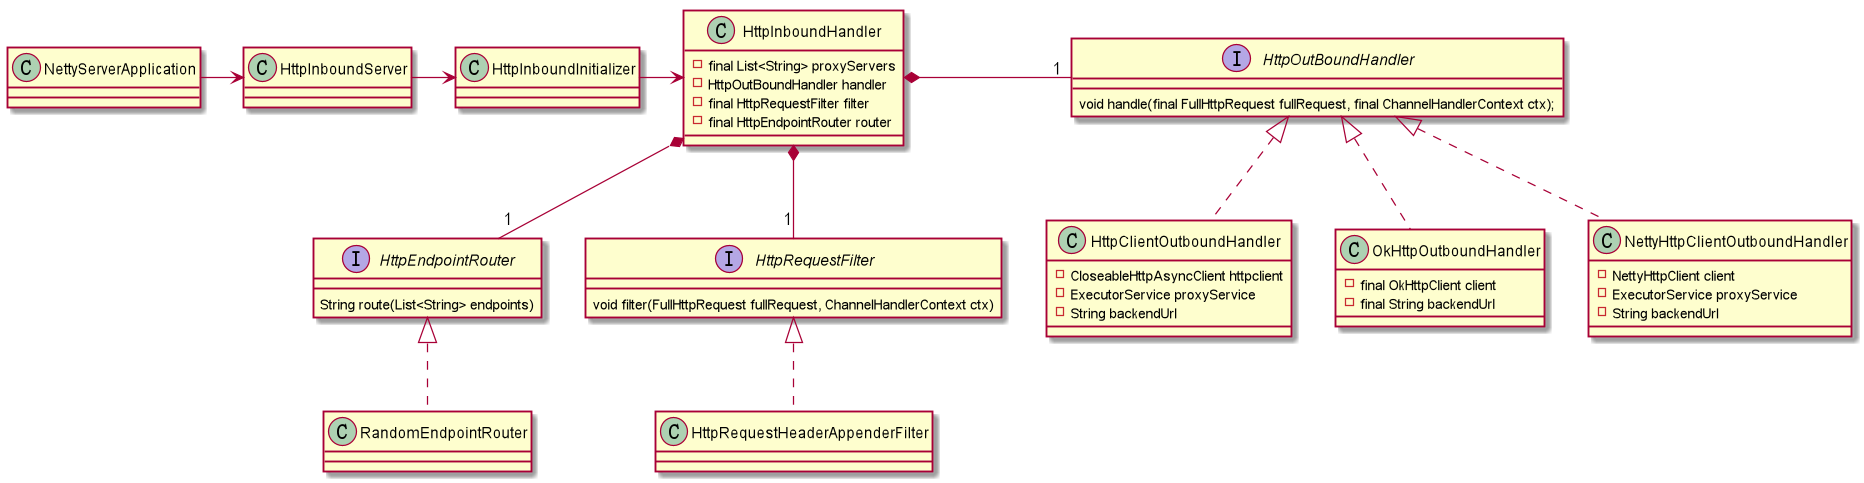 C NettyServerApplication
C HttpInboundServer
C HttpInboundInitializer
C HttpInboundHandler
final List<String> proxyServers
HttpOutBoundHandler handler
final HttpRequestFilter filter
final HttpEndpointRouter router
1
I HttpOutBoundHandler
void handle(final FullHttpRequest fullRequest, final ChannelHandlerContext ctx);
1
1
I HttpEndpointRouter
String route(List<String> endpoints)
I HttpRequestFilter
void filter(FullHttpRequest fullRequest, ChannelHandlerContext ctx)
C HttpClientOutboundHandler
CloseableHttpAsyncClient httpclient
ExecutorService proxyService
String backendUrl
C OkHttpOutboundHandler
final OkHttpClient client
final String backendUrl
C NettyHttpClientOutboundHandler
NettyHttpClient client
ExecutorService proxyService
String backendUrl
C RandomEndpointRouter
C HttpRequestHeaderAppenderFilter